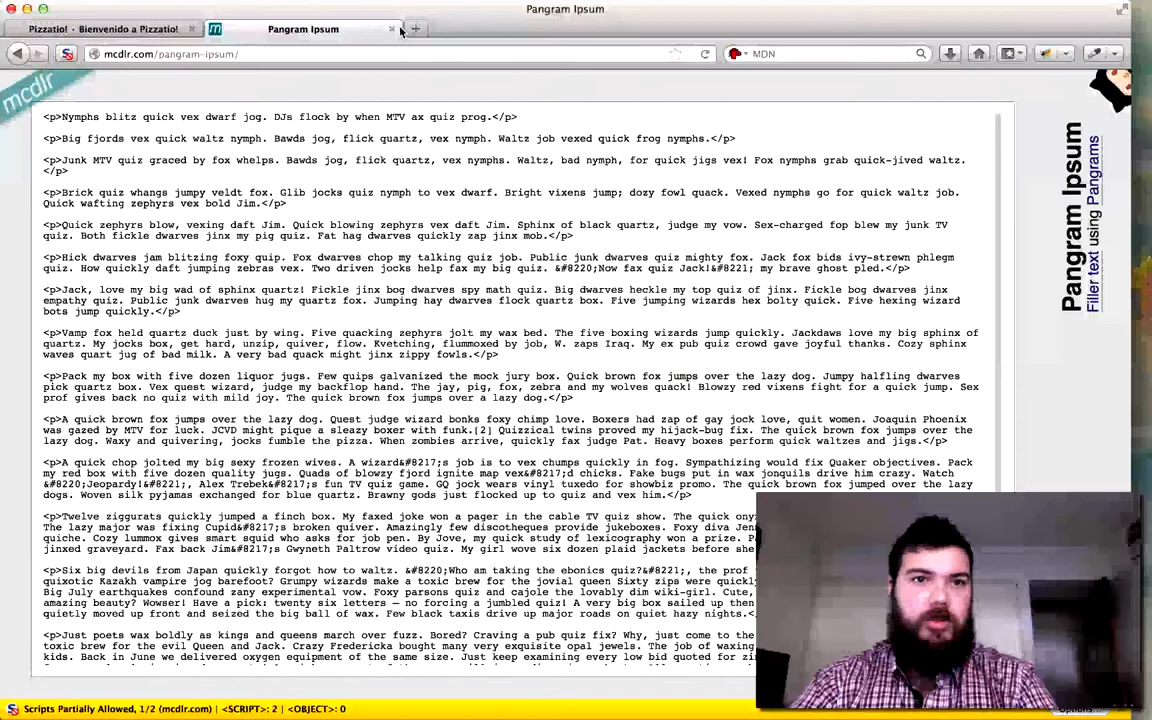 Pangram Ipsum
Pizzatio! - Bienvenido a Pizzatio!
m
Pangram Ipsum
mcdlr.com/pangram-ipsum/
MDN
mcdlr
<p>Nymphs blitz quick vex dwarf jog. DJs flock by when MTV ax quiz prog.</p>
<p>Big fjords vex quick waltz nymph. Bawds jog, flick quartz, vex nymph. Waltz job vexed quick frog nymphs.</p>
<p>Junk MTV quiz graced by fox whelps. Bawds jog, flick quartz, vex nymphs. Waltz, bad nymph, for quick jigs vex! Fox nymphs grab quick-jived waltz.
</p>
<p>Brick quiz whangs jumpy veldt fox. Glib jocks quiz nymph to vex dwarf. Bright vixens jump; dozy fowl quack. Vexed nymphs go for quick waltz job.
Quick wafting zephyrs vex bold Jim.</p>
<p>Quick zephyrs blow, vexing daft Jim. Quick blowing zephyrs vex daft Jim. Sphinx of black quartz, judge my vow. Sex-charged fop blew my junk TV
quiz. Both fickle dwarves jinx my pig quiz. Fat hag dwarves quickly zap jinx mob.</p>
<p>Hick dwarves jam blitzing foxy quip. Fox dwarves chop my talking quiz job. Public dwarves quiz mighty fox. Jack fox bids ivy-strewn phlegm
quiz. How quickly daft jumping zebras vex. Two driven jocks help fax my big quiz. &#8220;Now fax quiz Jack!&#8221; my brave ghost pled.</p>
<p>Jack, love my big wad of sphinx quartz! Fickle jinx bog dwarves spy math quiz. Big dwarves heckle my top quiz of jinx. Fickle bog dwarves jinx
empathy quiz. Public junk dwarves hug my quartz fox. Jumping hay dwarves flock quartz box. Five jumping wizards hex bolty quick. Five hexing wizard
bots jump quickly.</p>
<p>Vamp fox held quartz duck just by wing. Five quacking zephyrs jolt my wax bed. The five boxing wizards jump quickly. Jackdaws love my big sphinx of
quartz. My jocks box, get hard, unzip, quiver, flow. Kvetching, flummoxed by job, W. zaps Iraq. My ex pub quiz crowd gave joyful thanks. Cozy sphinx
waves quart jug of bad milk. A very bad quack might jinx zippy fowls.</p>
<p>Pack my box with five dozen liquor jugs. Few quips galvanized the mock jury box. Quick brown fox jumps over the lazy dog. Jumpy halfling dwarves
pick quartz box. Vex quest wizard, judge my backflop hand. The jay, pig, fox, zebra and my wolves quack! Blowzy red vixens fight for a quick jump. Sex
prof gives back no quiz with mild joy. The quick brown fox jumps over a lazy dog.</p>
<p>A quick brown fox jumps over the lazy dog. Quest judge wizard bonks foxy chimp love. Boxers had zap of gay jock love, quit women. Joaquin Phoenix
was gazed by MTV for luck. JCVD might pique a sleazy boxer with funk.[2] Quizzical twins proved my hijack-bug fix. The quick brown fox jumps over the
lazy dog. Waxy and quivering, jocks fumble the pizza. When zombies arrive, quickly fax judge Pat. Heavy boxes perform quick waltzes and jigs.</p>
<p>A quick chop jolted my big sexy frozen wives. A wizard&#8217;s job is to vex chumps quickly in fog. Sympathizing would fix Quaker objectives. Pack
my red box with five dozen quality jugs. Quads of blowzy fjord ignite map vex&#8217;d chicks. Fake bugs put in wax jonquils drive him crazy. Watch
&#8220;Jeopardy!&#8221;, Alex Trebek&#8217;s fun TV quiz game. GQ jock wears vinyl tuxedo for showbiz promo. The quick brown fox jumped over the lazy
dogs. Woven silk pyjamas exchanged for blue quartz. Brawny gods just flocked up to quiz and vex him.</p>
<p>Twelve ziggurats quickly jumped a finch box. My faxed joke won a pager in the cable TV quiz show. The quick ony
The lazy major was fixing Cupid&#8217;s broken quiver. Amazingly few discotheques provide jukeboxes. Foxy diva Jen
quiche. Cozy lummox gives smart squid who asks for job pen. By Jove, my quick study of lexicography won a prize. P
jinxed graveyard. Fax back Jim&#8217;s Gwyneth Paltrow video quiz. My girl wove six dozen plaid jackets before she
<p>Six big devils from Japan quickly forgot how to waltz. &#8220;Who am taking the ebonics quiz?&#8221;, the prof
quixotic Kazakh vampire jog barefoot? Grumpy wizards make a toxic brew for the jovial queen Sixty zips were quickly
Big July earthquakes confound zany experimental vow. Foxy parsons quiz and cajole the lovably dim wiki-girl. Cute,
amazing beauty? Wowser! Have a pick: twenty six letters — no forcing a jumbled quiz! A very big box sailed up then
quietly moved up front and seized the big ball of wax. Few black taxis drive up major roads on quiet hazy nights.
<p>Just poets wax boldly as kings and queens march over fuzz. Bored? Craving a pub quiz fix? Why, just come to the
toxic brew for the evil Queen and Jack. Crazy Fredericka bought many very exquisite opal jewels. The job of waxing
kids. Back in June we delivered oxygen equipment of the same size. Just keep examining every low bid quoted for zi
Pangram Ipsum
Filler text using Pangrams
Scripts Partially Allowed, 1/2 (mcdlr.com) | <SCRIPT>: 2 | <OBJECT>: 0